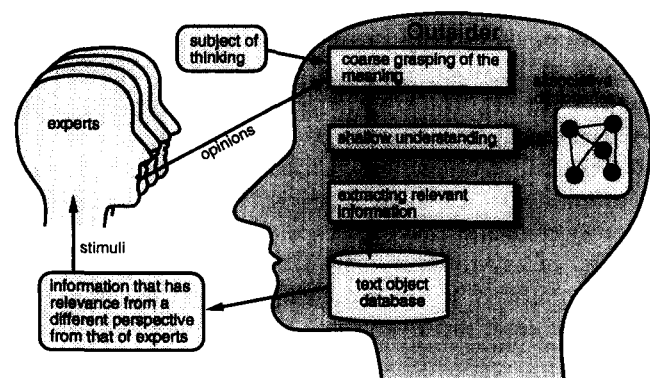 Outsider
subject of
thinking
coarse grasping of the
meaning
experts
opinions
shallow understanding
extracting relevant
information
stimuli
information that has
relevance from a
different perspective
from that of experts
text object
database